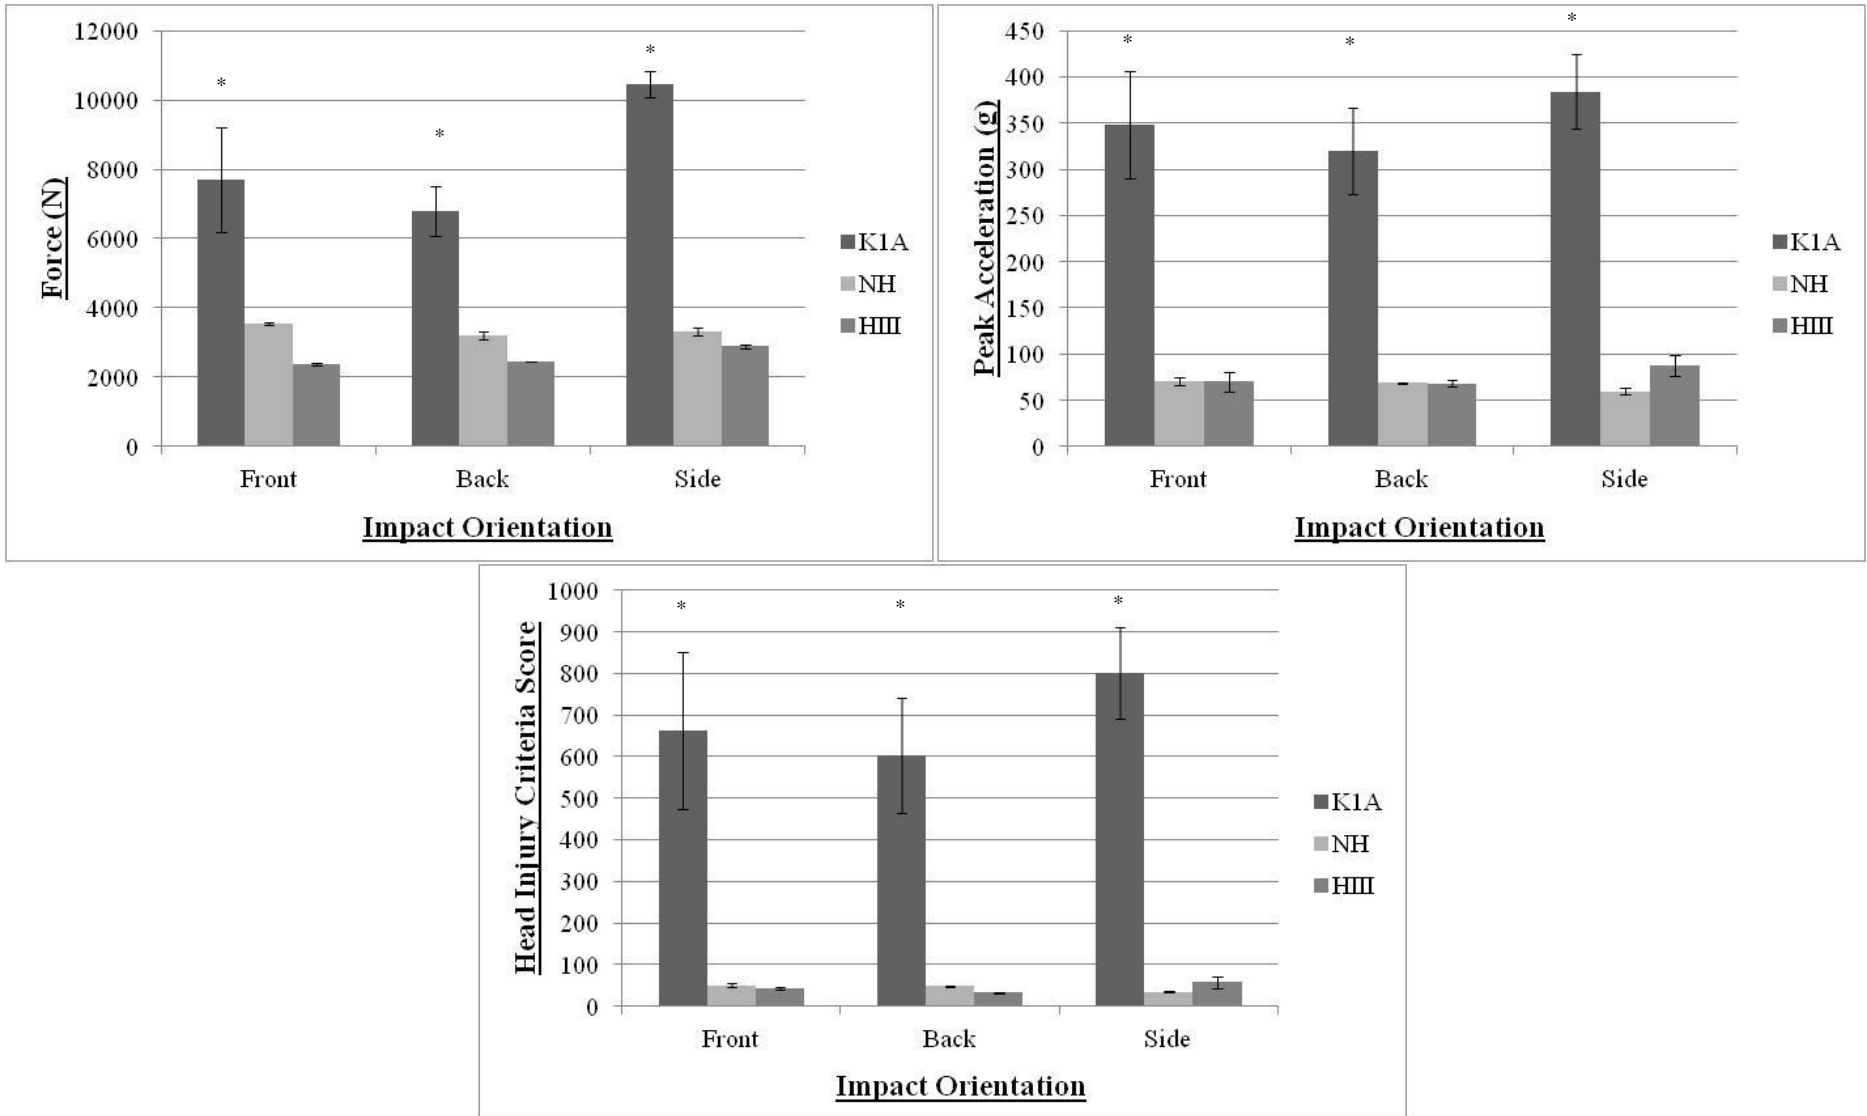 *
*
*
12000
10000
8000
6000
4000
2000
0
Force (N)
Front
Back
Side
Impact Orientation
K1A
NH
HIII
*
*
*
450
400
350
300
250
200
150
100
50
0
Peak Acceleration (g)
Front
Back
Side
Impact Orientation
K1A
NH
HIII
*
*
*
1000
900
800
700
600
500
400
300
200
100
0
Head Injury Criteria Score
Front
Back
Side
Impact Orientation
K1A
NH
HIII